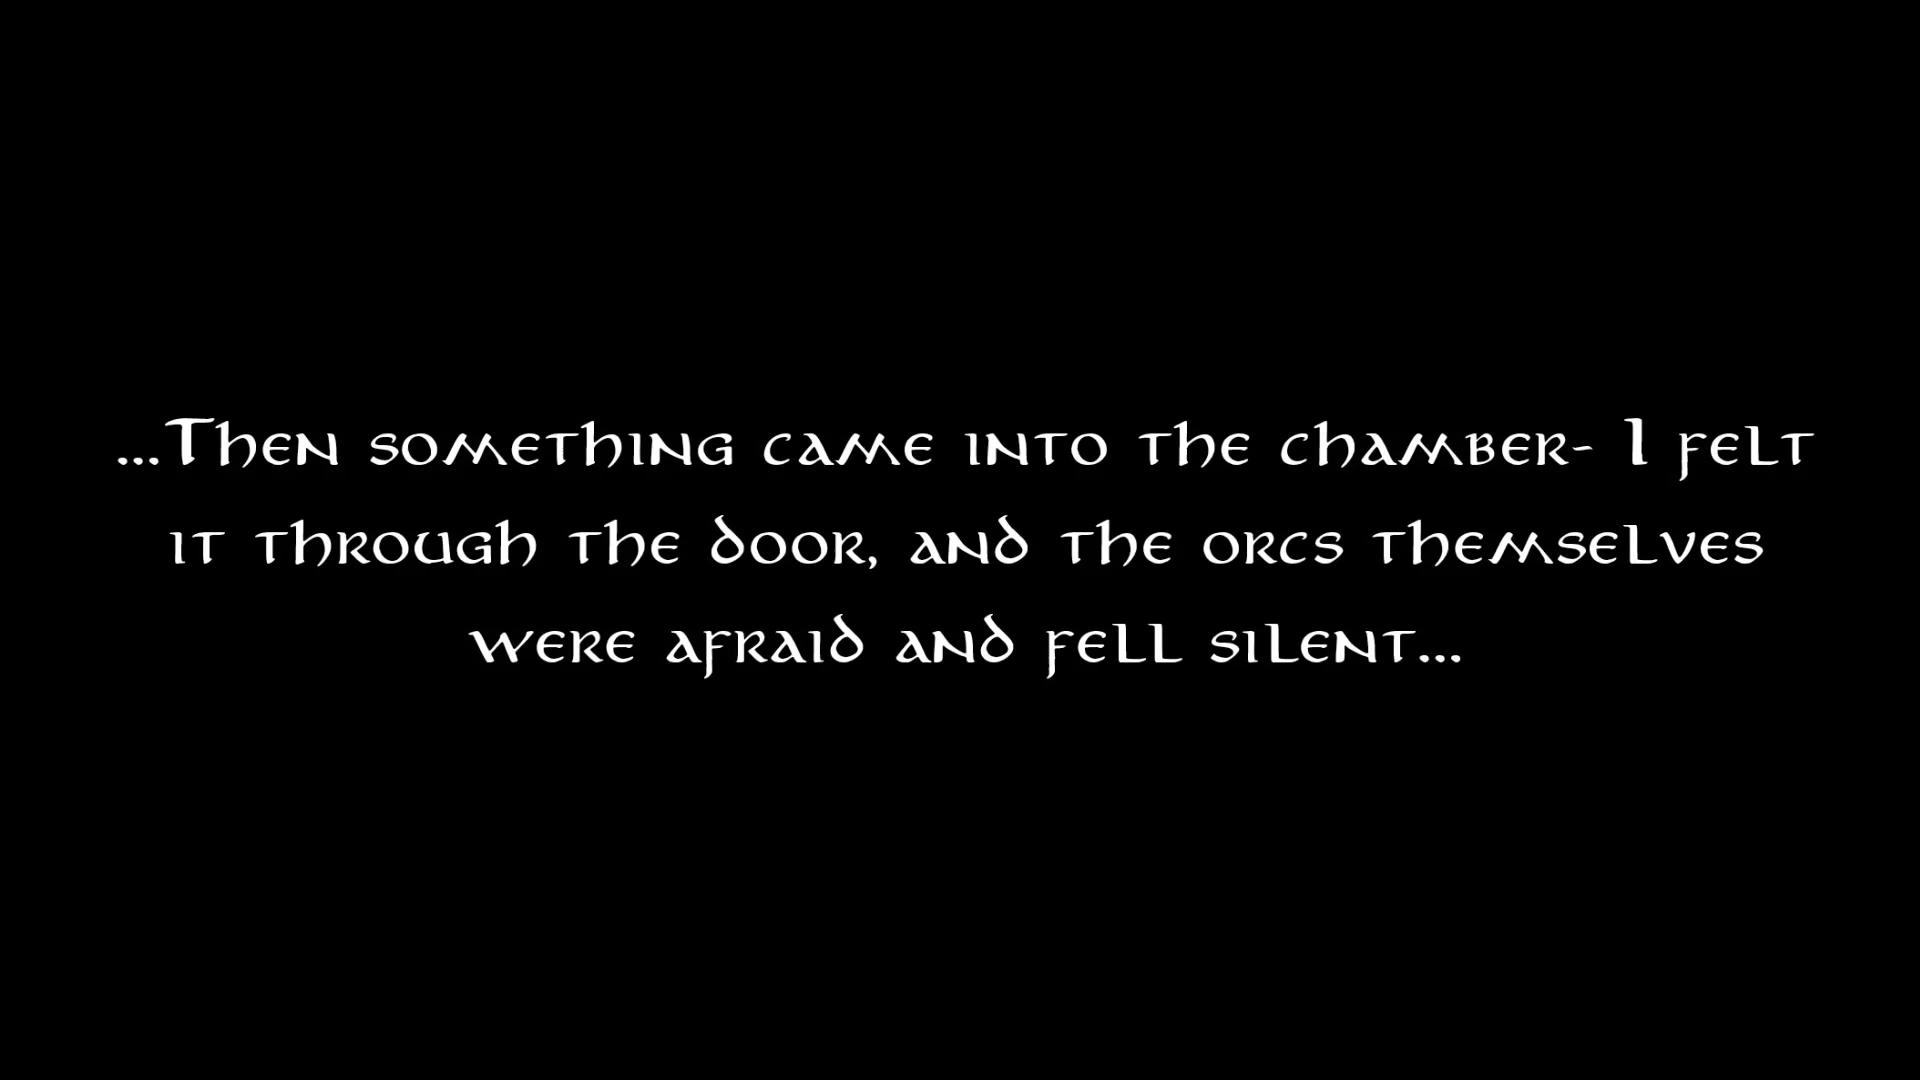 ...Then something came into the chamber- I felt
it through the door, and the orcs themselves
were afraid and fell silent...